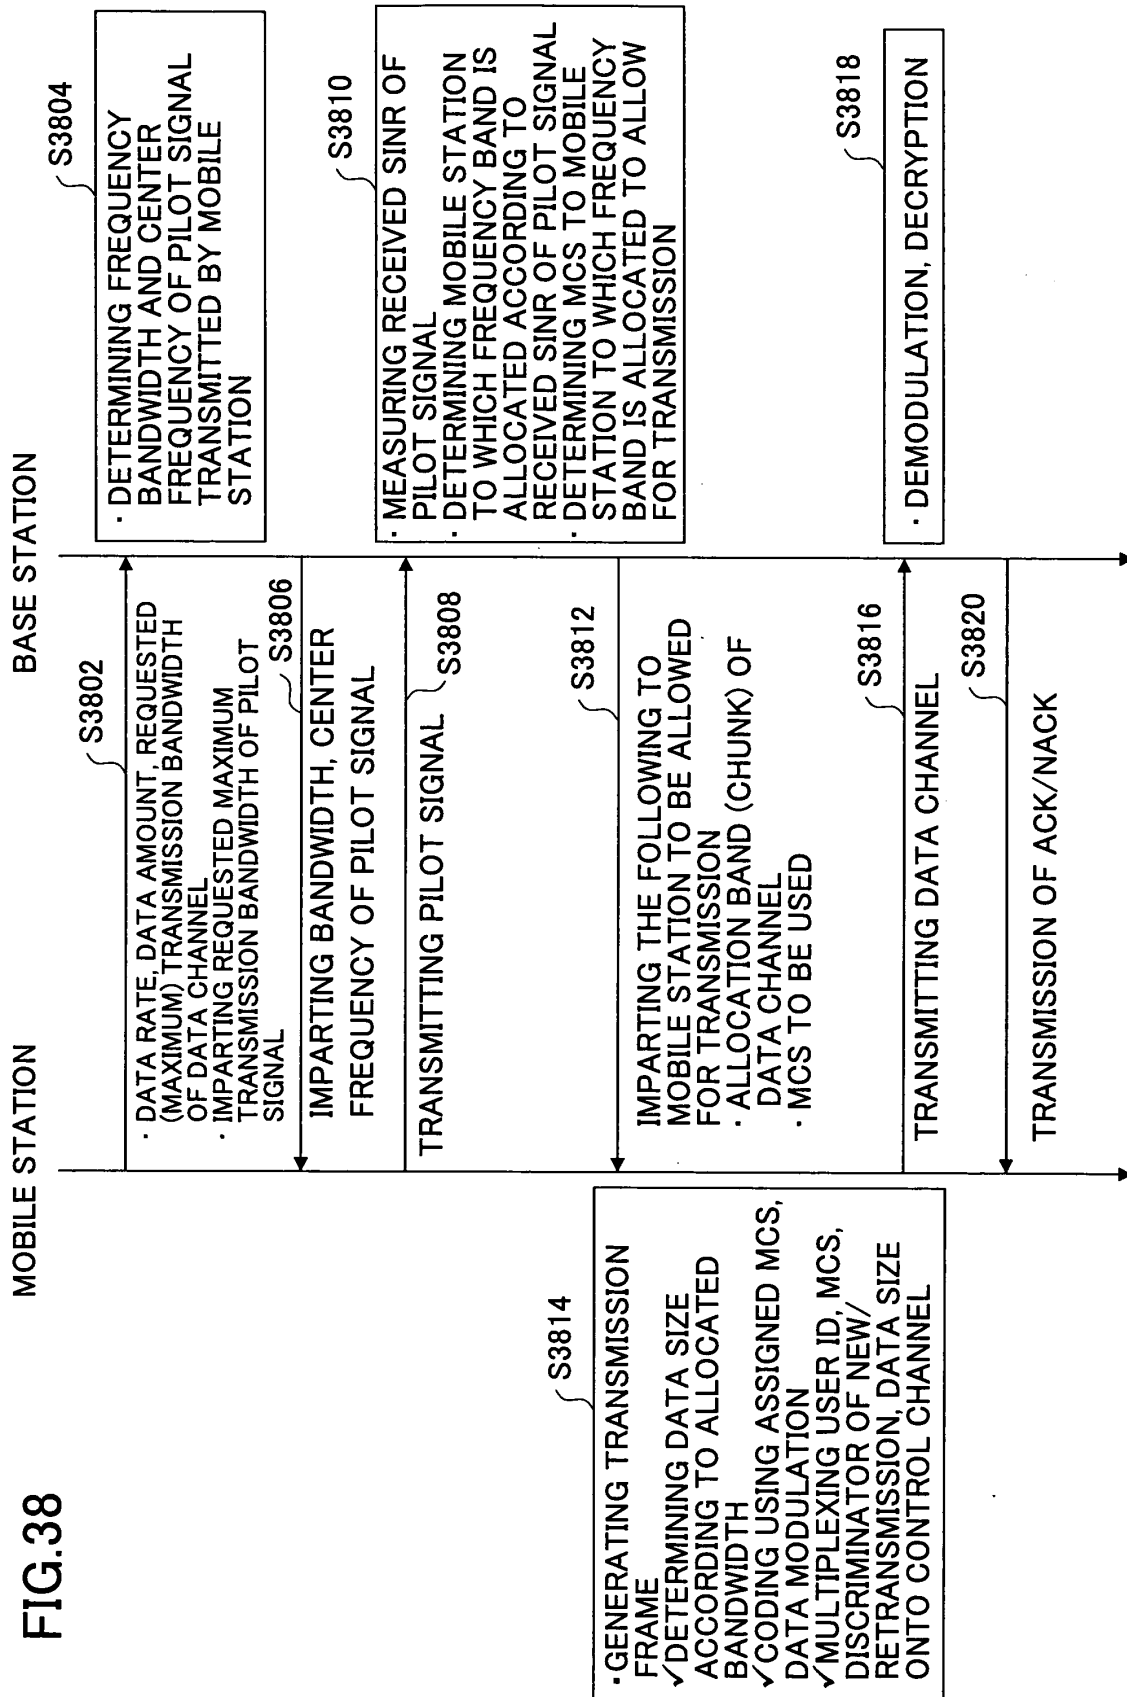 FIG.38
MOBILE STATION
BASE STATION
S3802
· DATA RATE, DATA AMOUNT, REQUESTED
(MAXIMUM) TRANSMISSION BANDWIDTH
OF DATA CHANNEL
· IMPARTING REQUESTED MAXIMUM
TRANSMISSION BANDWIDTH OF PILOT
SIGNAL
S3804
· DETERMINING FREQUENCY
BANDWIDTH AND CENTER
FREQUENCY OF PILOT SIGNAL
TRANSMITTED BY MOBILE
STATION
S3806
IMPARTING BANDWIDTH, CENTER
FREQUENCY OF PILOT SIGNAL
S3808
TRANSMITTING PILOT SIGNAL
S3810
· MEASURING RECEIVED SINR OF
PILOT SIGNAL
· DETERMINING MOBILE STATION
TO WHICH FREQUENCY BAND IS
ALLOCATED ACCORDING TO
RECEIVED SINR OF PILOT SIGNAL
· DETERMINING MCS TO MOBILE
STATION TO WHICH FREQUENCY
BAND IS ALLOCATED TO ALLOW
FOR TRANSMISSION
S3812
IMPARTING THE FOLLOWING TO
MOBILE STATION TO BE ALLOWED
FOR TRANSMISSION
· ALLOCATION BAND (CHUNK) OF
DATA CHANNEL
· MCS TO BE USED
S3814
· GENERATING TRANSMISSION
FRAME
✓DETERMINING DATA SIZE
ACCORDING TO ALLOCATED
BANDWIDTH
✓CODING USING ASSIGNED MCS,
DATA MODULATION
✓MULTIPLEXING USER ID, MCS,
DISCRIMINATOR OF NEW/
RETRANSMISSION, DATA SIZE
ONTO CONTROL CHANNEL
S3816
TRANSMITTING DATA CHANNEL
S3818
· DEMODULATION, DECRYPTION
S3820
TRANSMISSION OF ACK/NACK